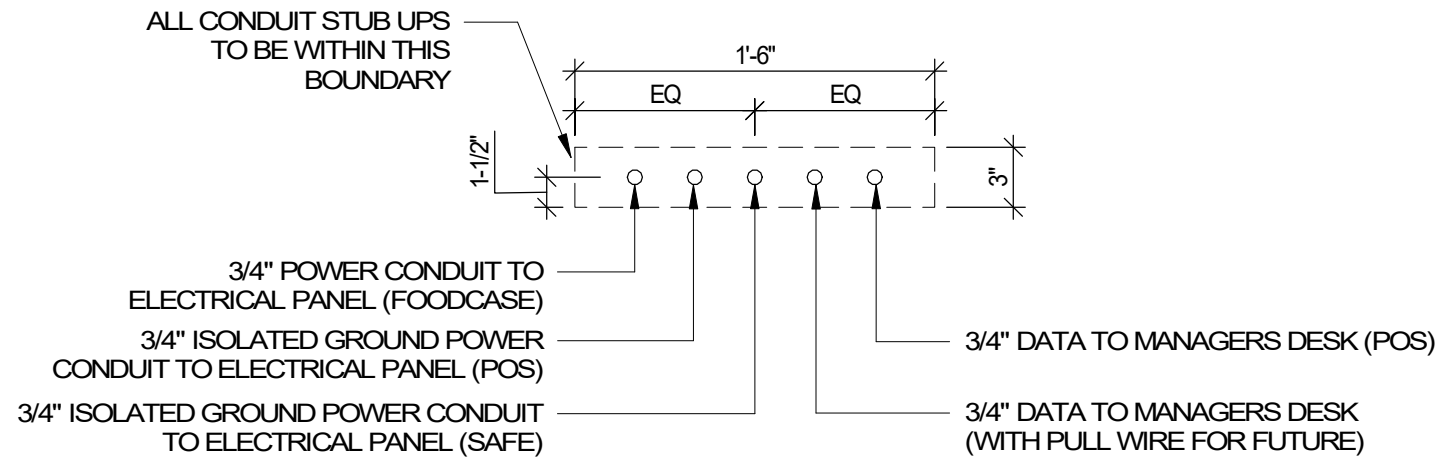 ALL CONDUIT STUB UPS
TO BE WITHIN THIS
BOUNDARY
1'-6"
EQ
EQ
1-1/2"
3"
3/4" POWER CONDUIT TO
ELECTRICAL PANEL (FOODCASE)
3/4" ISOLATED GROUND POWER
CONDUIT TO ELECTRICAL PANEL (POS)
3/4" ISOLATED GROUND POWER CONDUIT
TO ELECTRICAL PANEL (SAFE)
3/4" DATA TO MANAGERS DESK (POS)
3/4" DATA TO MANAGERS DESK
(WITH PULL WIRE FOR FUTURE)